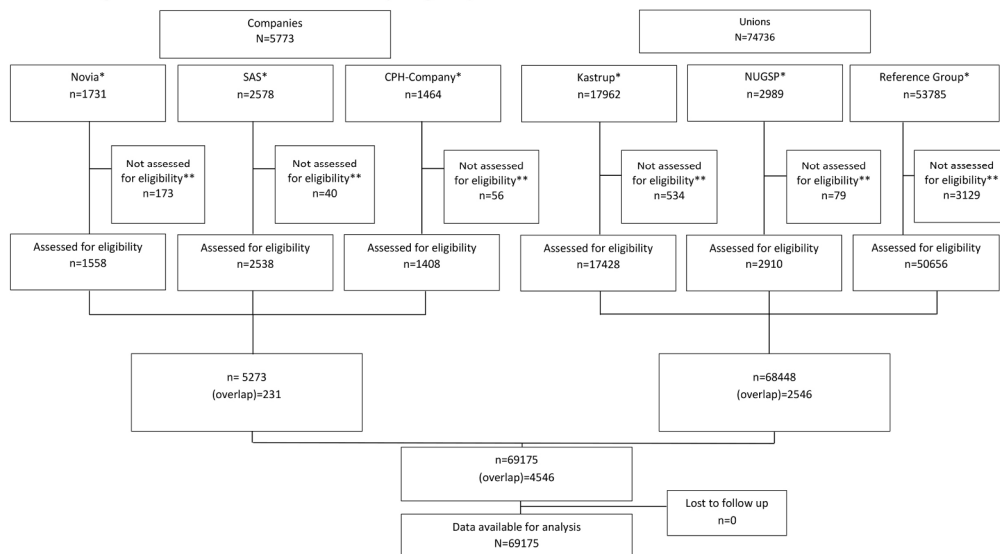 Companies
N=5773
Unions
N=74736
Novia*
n=1731
SAS*
n=2578
CPH-Company*
n=1464
Kastrup*
n=17962
NUGSP*
n=2989
Reference Group*
n=53785
Not assessed
for eligibility**
n=173
Not assessed
for eligibility**
n=40
Not assessed
for eligibility**
n=56
Not assessed
for eligibility**
n=534
Not assessed
for eligibility**
n=79
Not assessed
for eligibility**
n=3129
Assessed for eligibility
n=1558
Assessed for eligibility
n=2538
Assessed for eligibility
n=1408
Assessed for eligibility
n=17428
Assessed for eligibility
n=2910
Assessed for eligibility
n=50656
n= 5273
(overlap)=231
n=68448
(overlap)=2546
n=69175
(overlap)=4546
Lost to follow up
n=0
Data available for analysis
N=69175